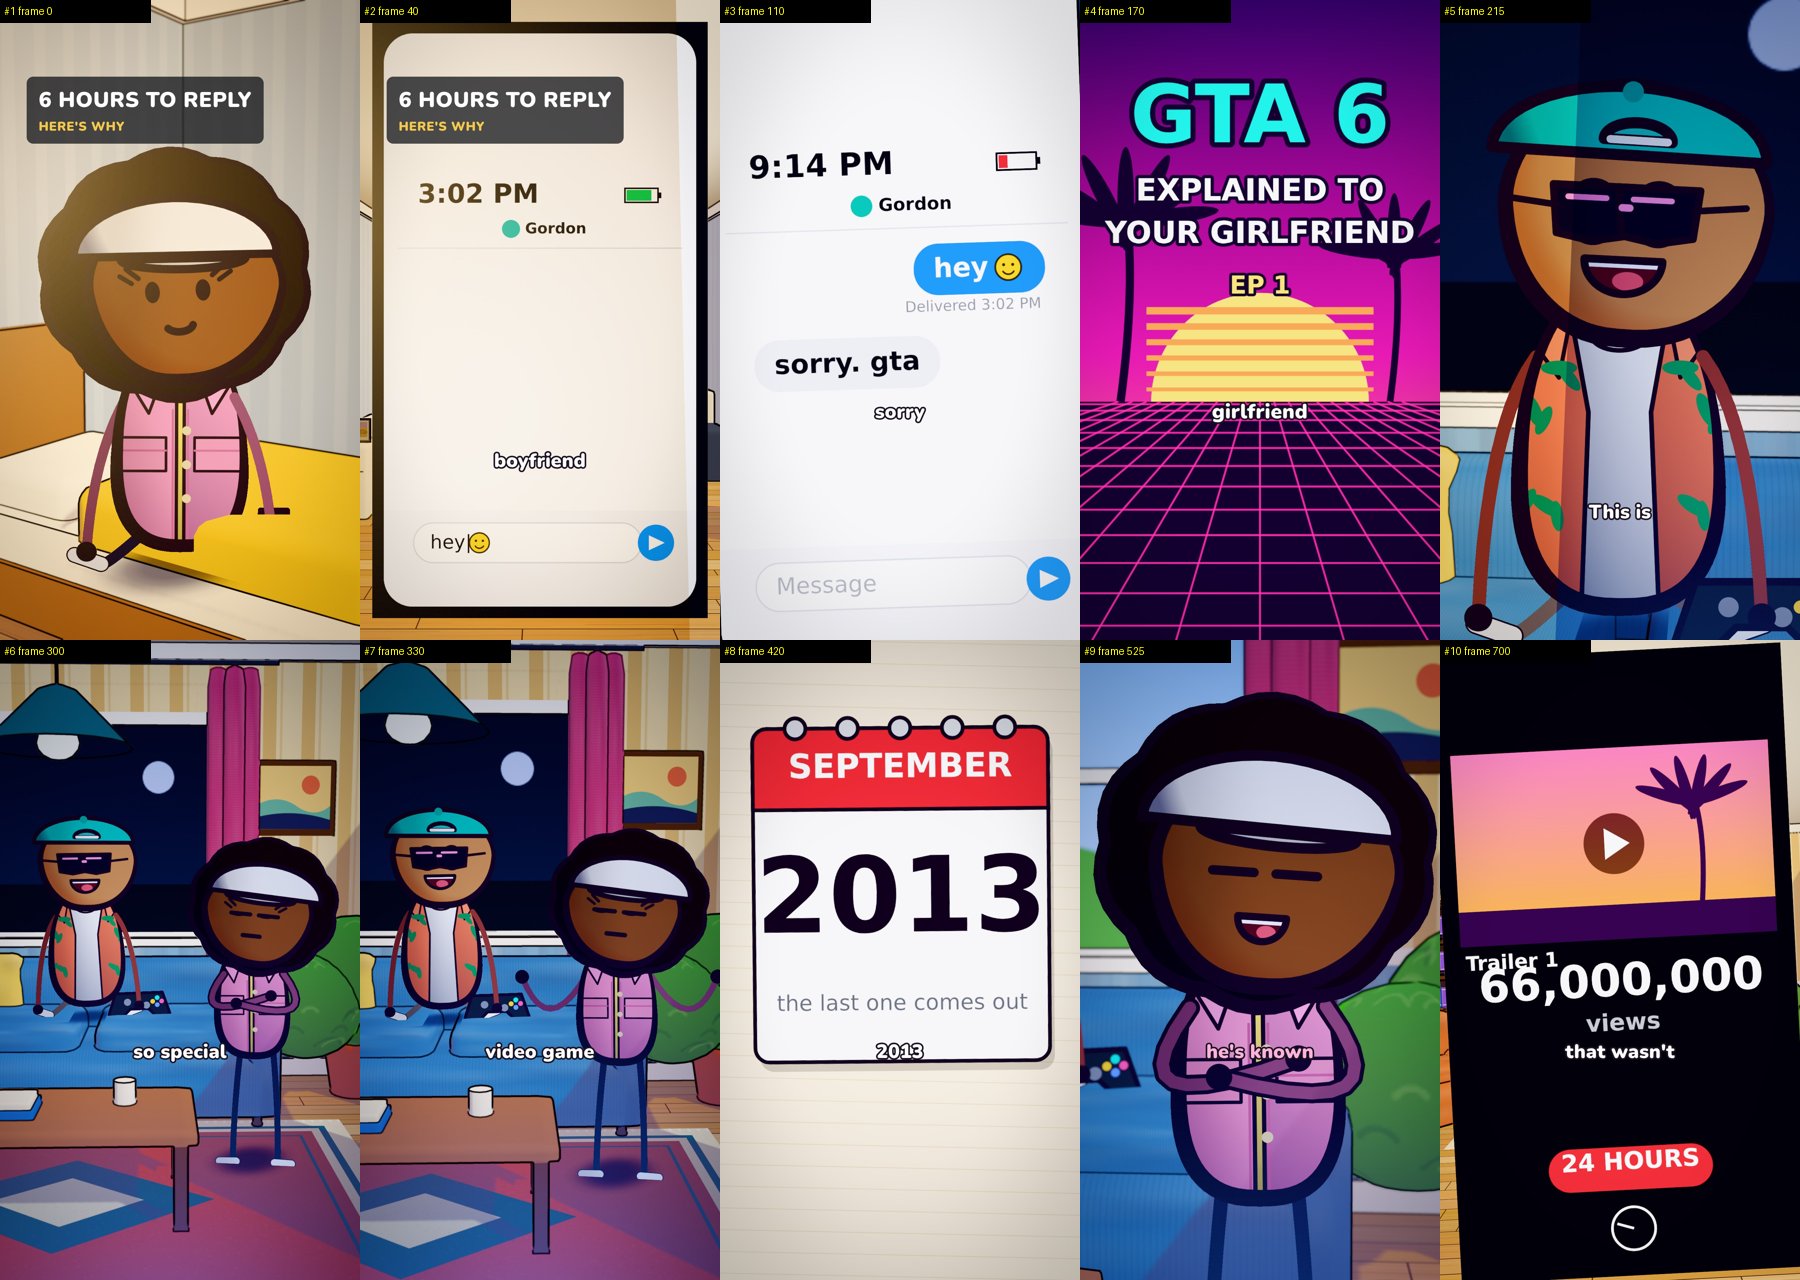 #1 frame 0
6 HOURS TO REPLY
HERE'S WHY
#2 frame 40
6 HOURS TO REPLY
HERE'S WHY
3:02 PM
Gordon
boyfriend
hey
#3 frame 110
9:14 PM
Gordon
hey
Delivered 3:02 PM
sorry. gta
sorry
Message
#4 frame 170
GTA 6
EXPLAINED TO
YOUR GIRLFRIEND
EP 1
girlfriend
#5 frame 215
This is
#6 frame 300
so special
#7 frame 330
video game
#8 frame 420
SEPTEMBER
2013
the last one comes out
2013
#9 frame 525
he's known
#10 frame 700
Trailer 1
66,000,000
views
that wasn't
24 HOURS